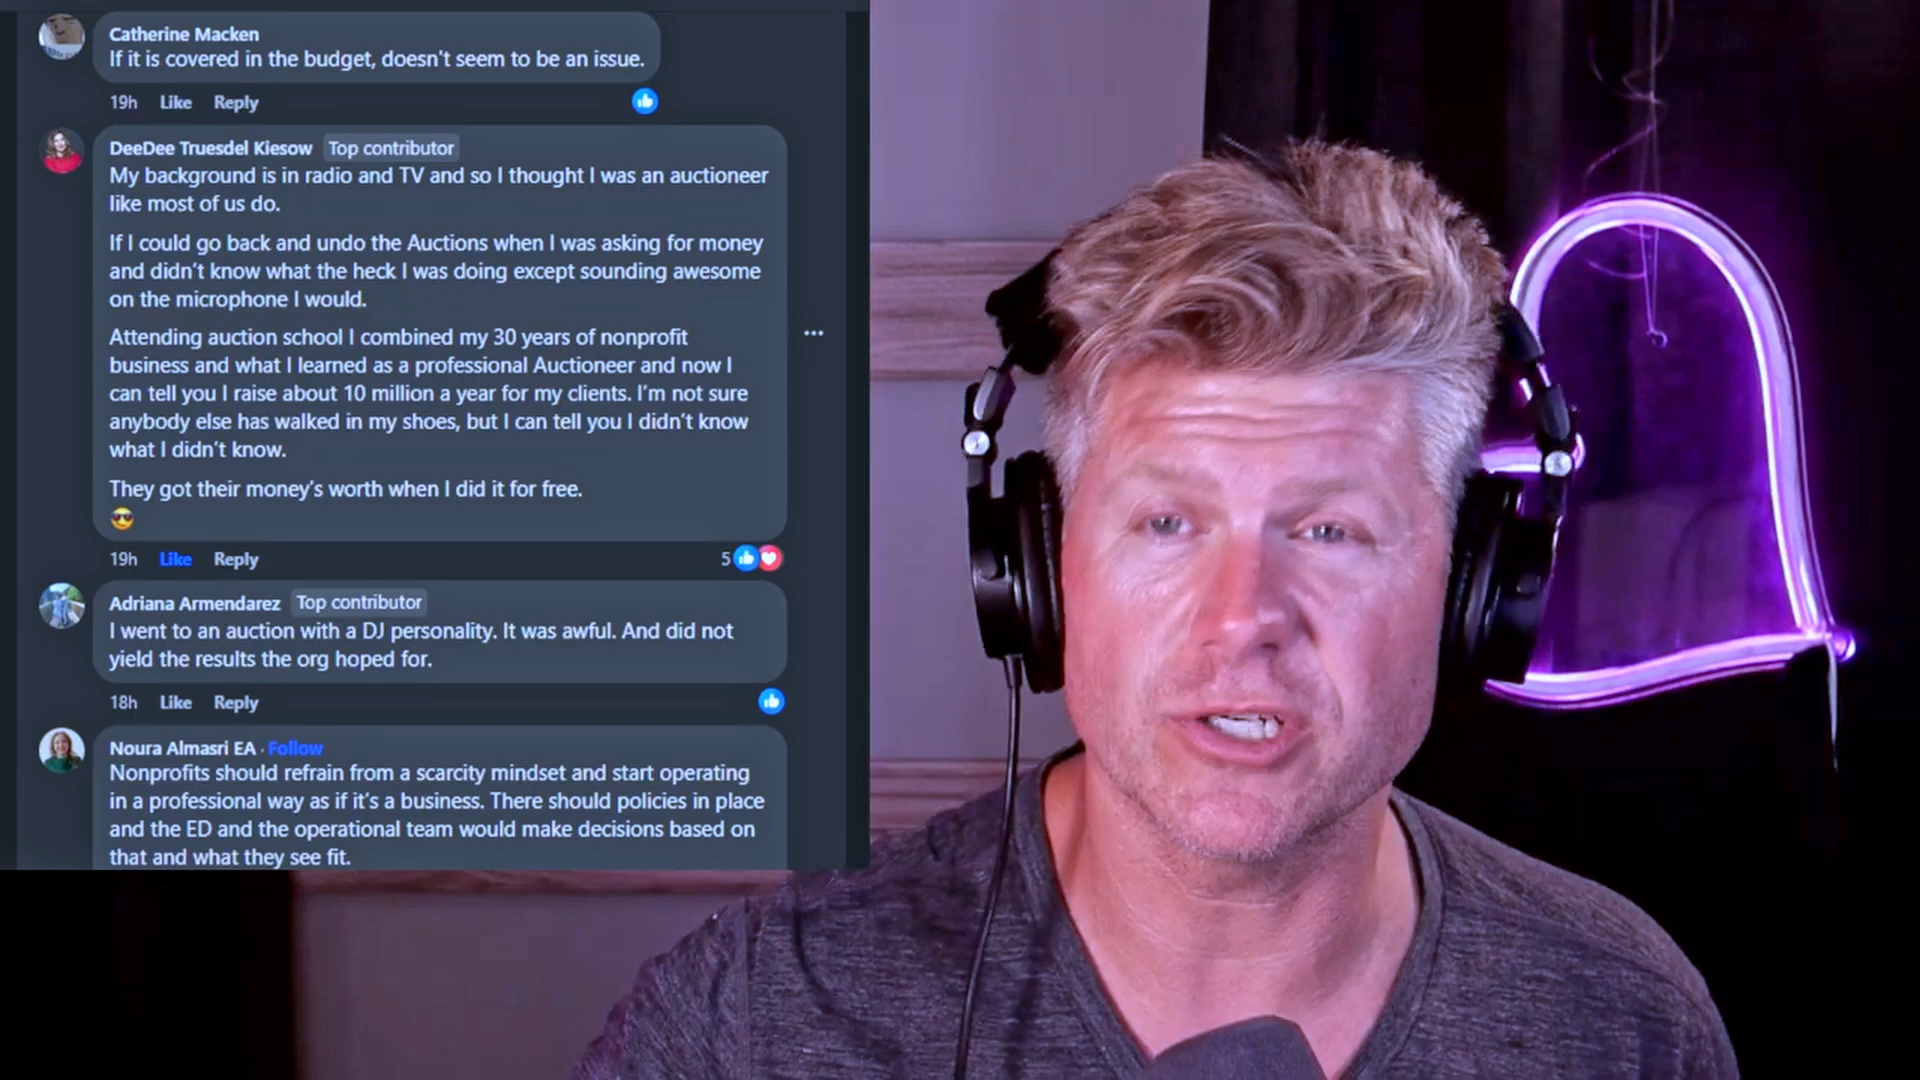 Catherine Macken
If it is covered in the budget, doesn't seem to be an issue.
19h Like Reply
DeeDee Truesdel Kiesow Top contributor
My background is in radio and TV and so I thought I was an auctioneer
like most of us do.
If I could go back and undo the Auctions when I was asking for money
and didn't know what the heck I was doing except sounding awesome
on the microphone I would.
Attending auction school I combined my 30 years of nonprofit
business and what I learned as a professional Auctioneer and now I
can tell you I raise about 10 million a year for my clients. I'm not sure
anybody else has walked in my shoes, but I can tell you I didn't know
what I didn't know.
They got their money's worth when I did it for free.
😎
19h Like Reply 5
Adriana Armendarez Top contributor
I went to an auction with a DJ personality. It was awful. And did not
yield the results the org hoped for.
18h Like Reply
Noura Almasri EA · Follow
Nonprofits should refrain from a scarcity mindset and start operating
in a professional way as if it's a business. There should policies in place
and the ED and the operational team would make decisions based on
that and what they see fit.